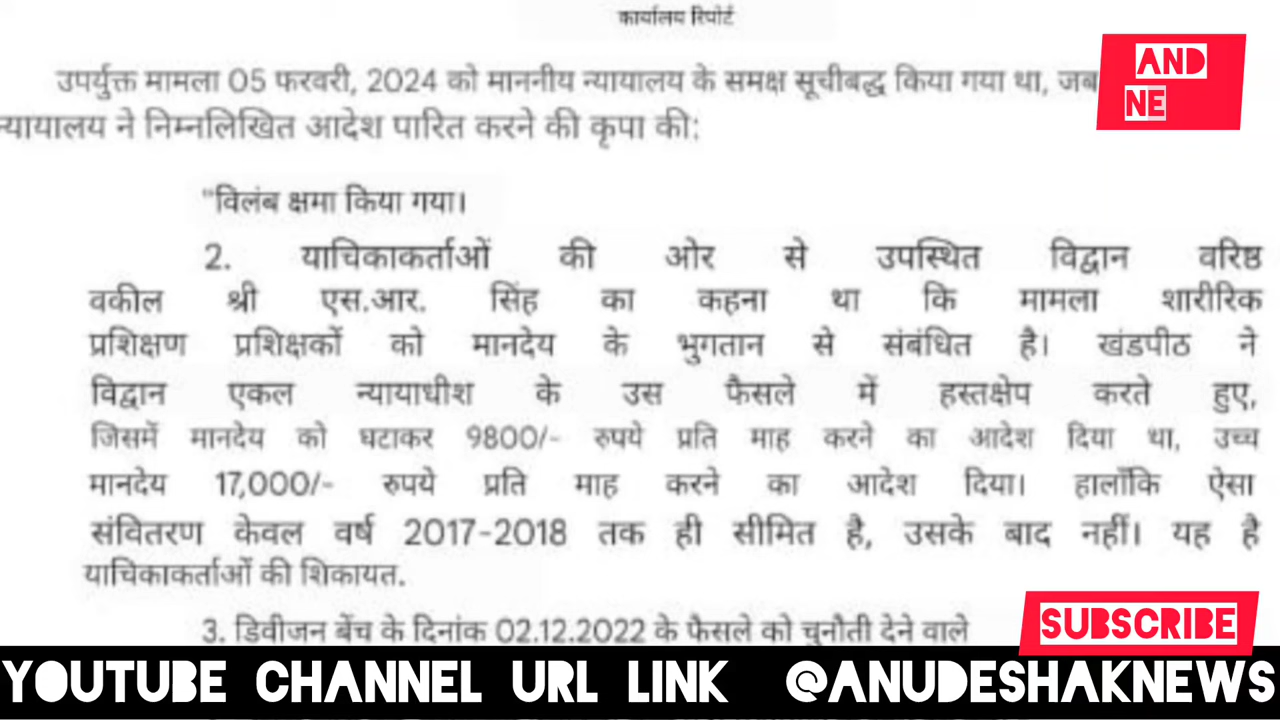 कार्यालय रिपोर्ट
उपर्युक्त मामला 05 फरवरी, 2024 को माननीय न्यायालय के समक्ष सूचीबद्ध किया गया था, जब
न्यायालय ने निम्नलिखित आदेश पारित करने की कृपा की:
"विलंब क्षमा किया गया।
2. याचिकाकर्ताओं की ओर से उपस्थित विद्वान वरिष्ठ
वकील श्री एस.आर. सिंह का कहना था कि मामला शारीरिक
प्रशिक्षण प्रशिक्षकों को मानदेय के भुगतान से संबंधित है। खंडपीठ ने
विद्वान एकल न्यायाधीश के उस फैसले में हस्तक्षेप करते हुए,
जिसमें मानदेय को घटाकर 9800/- रुपये प्रति माह करने का आदेश दिया था, उच्च
मानदेय 17,000/- रुपये प्रति माह करने का आदेश दिया। हालाँकि ऐसा
संवितरण केवल वर्ष 2017-2018 तक ही सीमित है, उसके बाद नहीं। यह है
याचिकाकर्ताओं की शिकायत.
3. डिवीजन बेंच के दिनांक 02.12.2022 के फैसले को चुनौती देने वाले
AND
NE
SUBSCRIBE
YOUTUBE CHANNEL URL LINK @ANUDESHAKNEWS